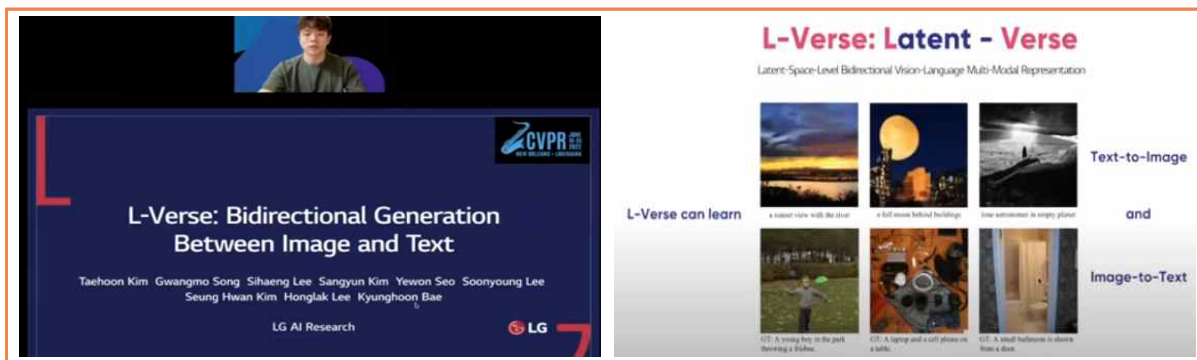 CVPR JUNE
19-24
2022
NEW ORLEANS • LOUISIANA
L-Verse: Bidirectional Generation
Between Image and Text
Taehoon Kim Gwangmo Song Sihaeng Lee Sangyun Kim Yewon Seo Soonyoung Lee
Seung Hwan Kim Honglak Lee Kyunghoon Bae
LG AI Research
LG
L-Verse: Latent - Verse
Latent-Space-Level Bidirectional Vision-Language Multi-Modal Representation
Text-to-Image
L-Verse can learn
a sunset view with the river
a full moon behind buildings
lone astronomer in empty planet
and
Image-to-Text
GT: A young boy in the park
throwing a frisbee.
GT: A laptop and a cell phone on
a table.
GT: A small bathroom is shown
from a door.